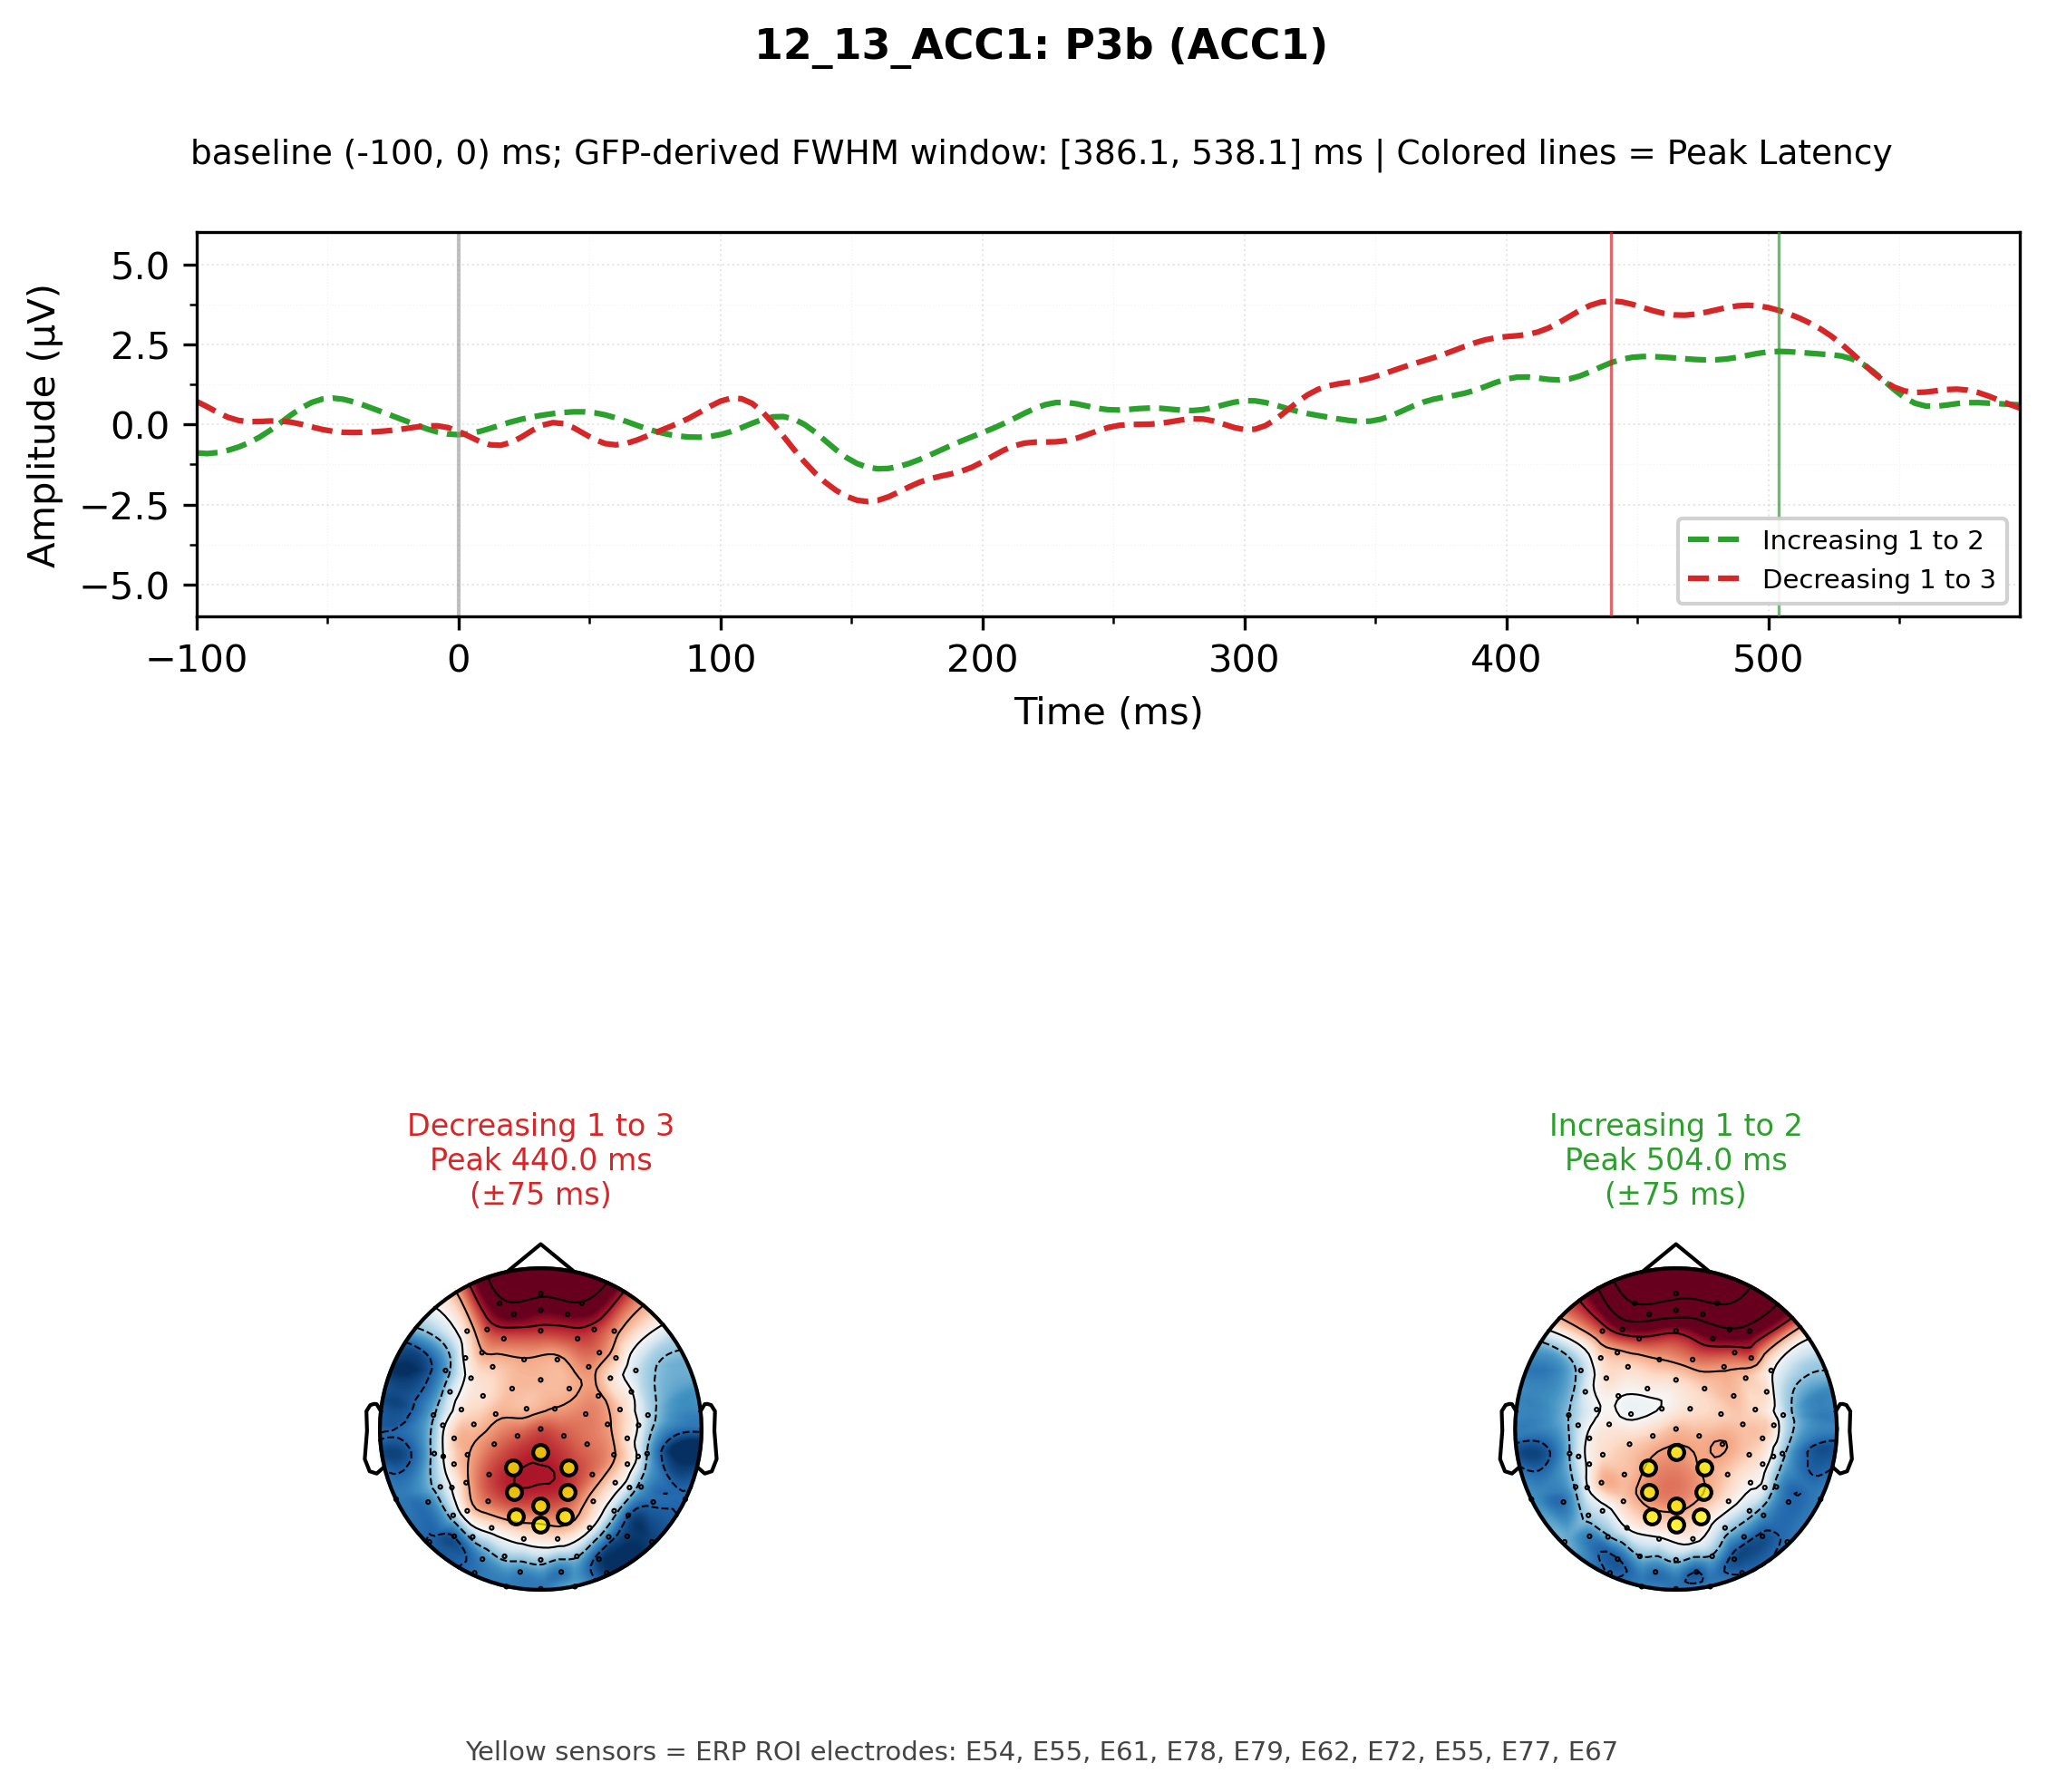 12_13_ACC1: P3b (ACC1)
baseline (-100, 0) ms; GFP-derived FWHM window: [386.1, 538.1] ms | Colored lines = Peak Latency
Amplitude (µV)
5.0
2.5
0.0
−2.5
−5.0
Increasing 1 to 2
Decreasing 1 to 3
−100 0 100 200 300 400 500
Time (ms)
Decreasing 1 to 3
Peak 440.0 ms
(±75 ms)
Increasing 1 to 2
Peak 504.0 ms
(±75 ms)
Yellow sensors = ERP ROI electrodes: E54, E55, E61, E78, E79, E62, E72, E55, E77, E67